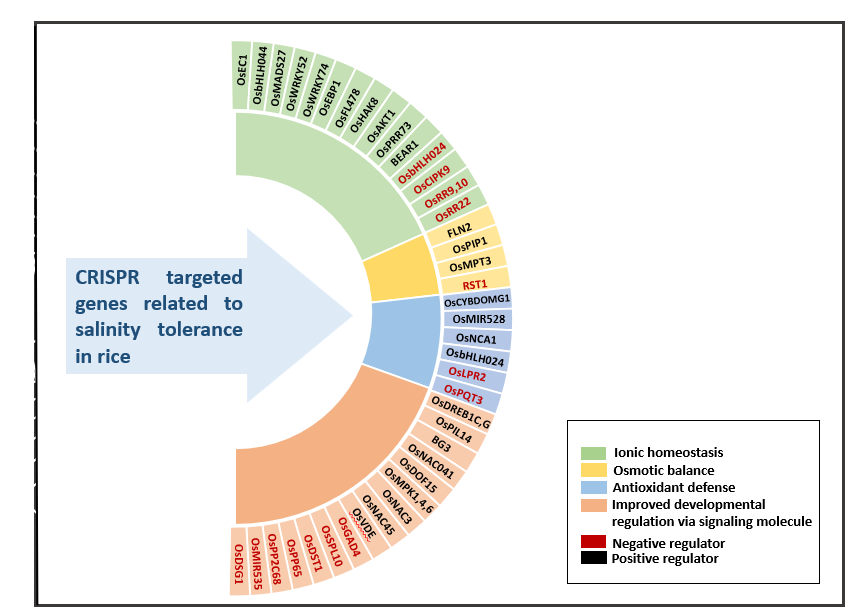 OsEC1
OsbHLH044
OsMADS27
OsWRKY52
OsWRKY74
OsEBP1
OsFL478
OsHAK8
OsAKT1
OsPRR73
BEAR1
OsbHLH024
OsCIPK9
OsRR9,10
OsRR22
FLN2
OsPIP1
OsMPT3
RST1
OsCYBDOMG1
OsMIR528
OsNCA1
OsbHLH024
OsLPR2
OsPQT3
OsDREB1C,G
OsPIL14
BG3
OsNAC041
OsDOF15
OsMPK1,4,6
OsNAC3
OsNAC45
OsVDE
OsGAD4
OsSPL10
OsDST1
OsPP65
OsPP2C68
OsMIR535
OsDSG1
CRISPR targeted
genes related to
salinity tolerance
in rice
Ionic homeostasis
Osmotic balance
Antioxidant defense
Improved developmental
regulation via signaling molecule
Negative regulator
Positive regulator